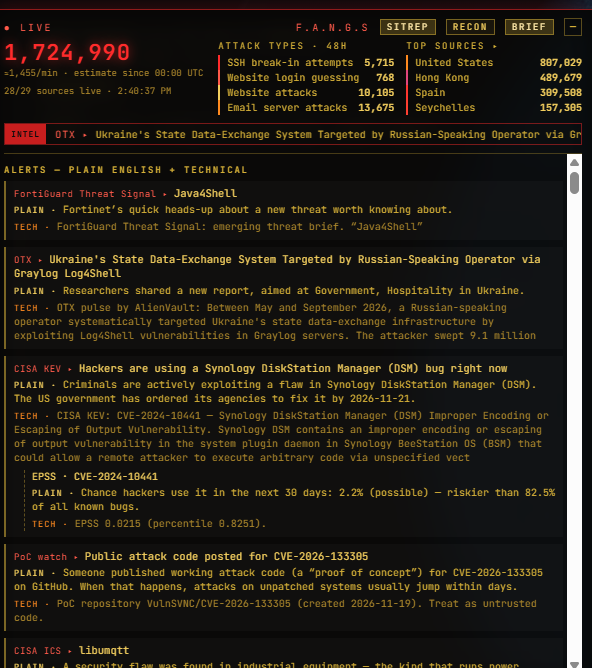 ● LIVE F.A.N.G.S SITREP RECON BRIEF —
1,724,990
≈1,455/min · estimate since 00:00 UTC
28/29 sources live · 2:40:37 PM
ATTACK TYPES · 48H
SSH break-in attempts 5,715
Website login guessing 768
Website attacks 10,105
Email server attacks 13,675
TOP SOURCES ▸
United States 807,029
Hong Kong 489,679
Spain 309,508
Seychelles 157,305
INTEL OTX ▸ Ukraine's State Data-Exchange System Targeted by Russian-Speaking Operator via Gr
ALERTS — PLAIN ENGLISH + TECHNICAL
FortiGuard Threat Signal ▸ Java4Shell
PLAIN · Fortinet’s quick heads-up about a new threat worth knowing about.
TECH · FortiGuard Threat Signal: emerging threat brief. “Java4Shell”
OTX ▸ Ukraine's State Data-Exchange System Targeted by Russian-Speaking Operator via
Graylog Log4Shell
PLAIN · Researchers shared a new report, aimed at Government, Hospitality in Ukraine.
TECH · OTX pulse by AlienVault: Between May and September 2026, a Russian-speaking
operator systematically targeted Ukraine's state data-exchange infrastructure by
exploiting Log4Shell vulnerabilities in Graylog servers. The attacker swept 9.1 million
CISA KEV ▸ Hackers are using a Synology DiskStation Manager (DSM) bug right now
PLAIN · Criminals are actively exploiting a flaw in Synology DiskStation Manager (DSM).
The US government has ordered its agencies to fix it by 2026-11-21.
TECH · CISA KEV: CVE-2024-10441 — Synology DiskStation Manager (DSM) Improper Encoding or
Escaping of Output Vulnerability. Synology DSM contains an improper encoding or escaping
of output vulnerability in the system plugin daemon in Synology BeeStation OS (BSM) that
could allow a remote attacker to execute arbitrary code via unspecified vect
EPSS · CVE-2024-10441
PLAIN · Chance hackers use it in the next 30 days: 2.2% (possible) — riskier than 82.5%
of all known bugs.
TECH · EPSS 0.0215 (percentile 0.8251).
PoC watch ▸ Public attack code posted for CVE-2026-133305
PLAIN · Someone published working attack code (a “proof of concept”) for CVE-2026-133305
on GitHub. When that happens, attacks on unpatched systems usually jump within days.
TECH · PoC repository VulnSVNC/CVE-2026-133305 (created 2026-11-19). Treat as untrusted
code.
CISA ICS ▸ libumqtt
PLAIN · A security flaw was found in industrial equipment — the kind that runs power